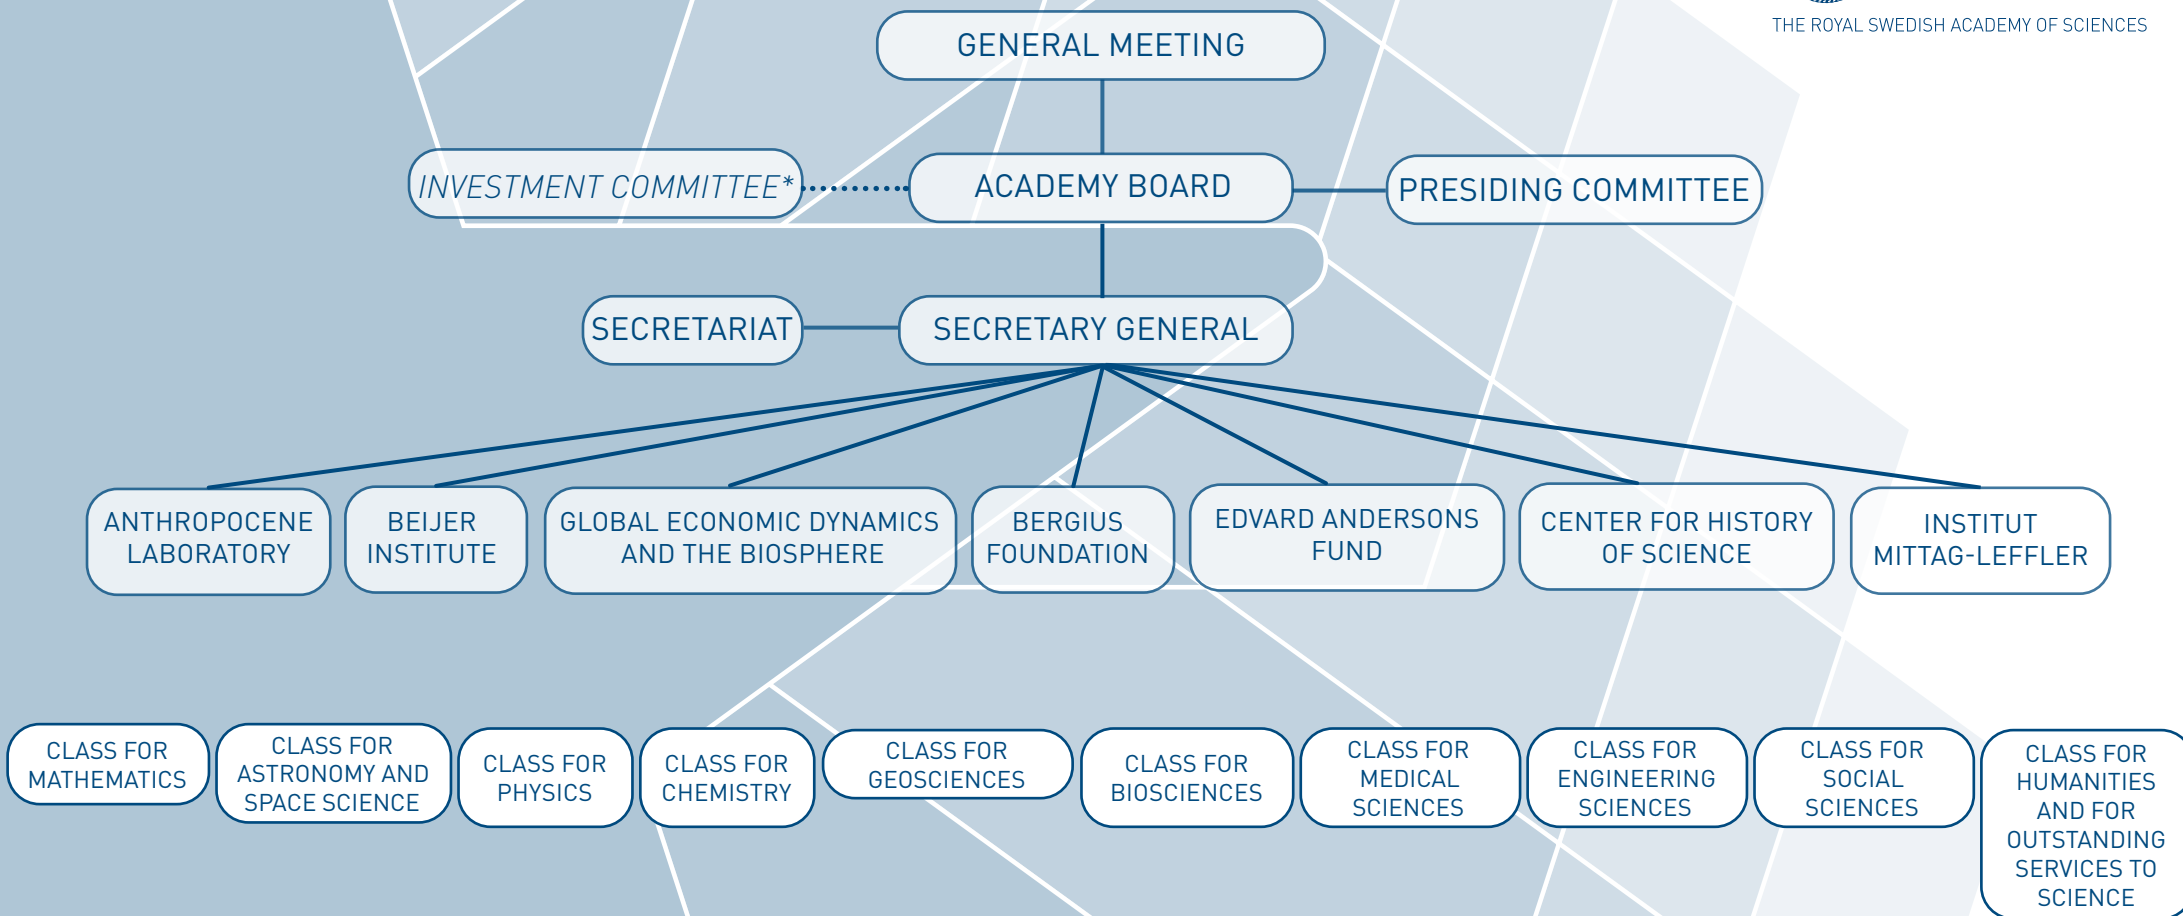 THE ROYAL SWEDISH ACADEMY OF SCIENCES
GENERAL MEETING
INVESTMENT COMMITTEE*
ACADEMY BOARD
PRESIDING COMMITTEE
SECRETARIAT
SECRETARY GENERAL
ANTHROPOCENE
LABORATORY
BEIJER
INSTITUTE
GLOBAL ECONOMIC DYNAMICS
AND THE BIOSPHERE
BERGIUS
FOUNDATION
EDVARD ANDERSONS
FUND
CENTER FOR HISTORY
OF SCIENCE
INSTITUT
MITTAG-LEFFLER
CLASS FOR
MATHEMATICS
CLASS FOR
ASTRONOMY AND
SPACE SCIENCE
CLASS FOR
PHYSICS
CLASS FOR
CHEMISTRY
CLASS FOR
GEOSCIENCES
CLASS FOR
BIOSCIENCES
CLASS FOR
MEDICAL
SCIENCES
CLASS FOR
ENGINEERING
SCIENCES
CLASS FOR
SOCIAL
SCIENCES
CLASS FOR
HUMANITIES
AND FOR
OUTSTANDING
SERVICES TO
SCIENCE